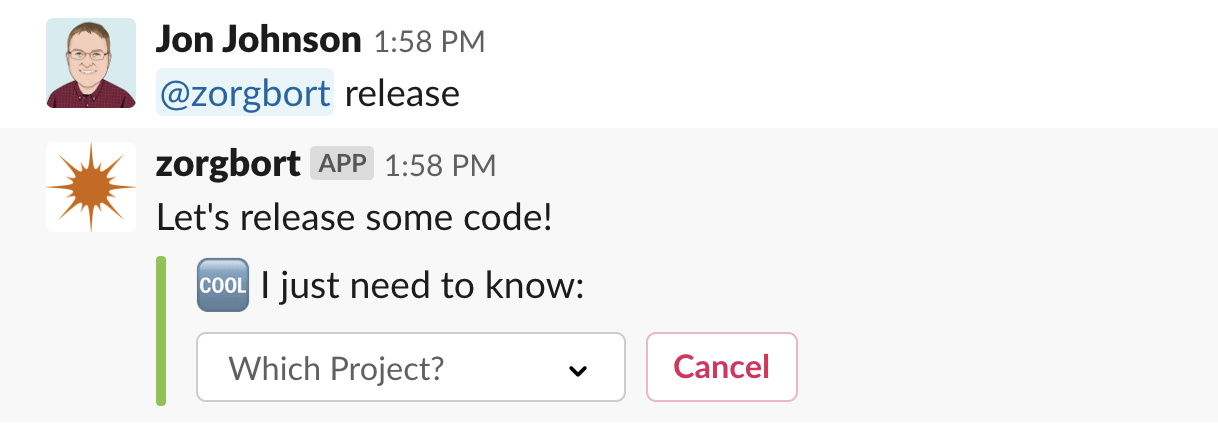 Jon Johnson 1:58 PM
@zorgbort release
zorgbort APP 1:58 PM
Let's release some code!
COOL I just need to know:
Which Project? Cancel